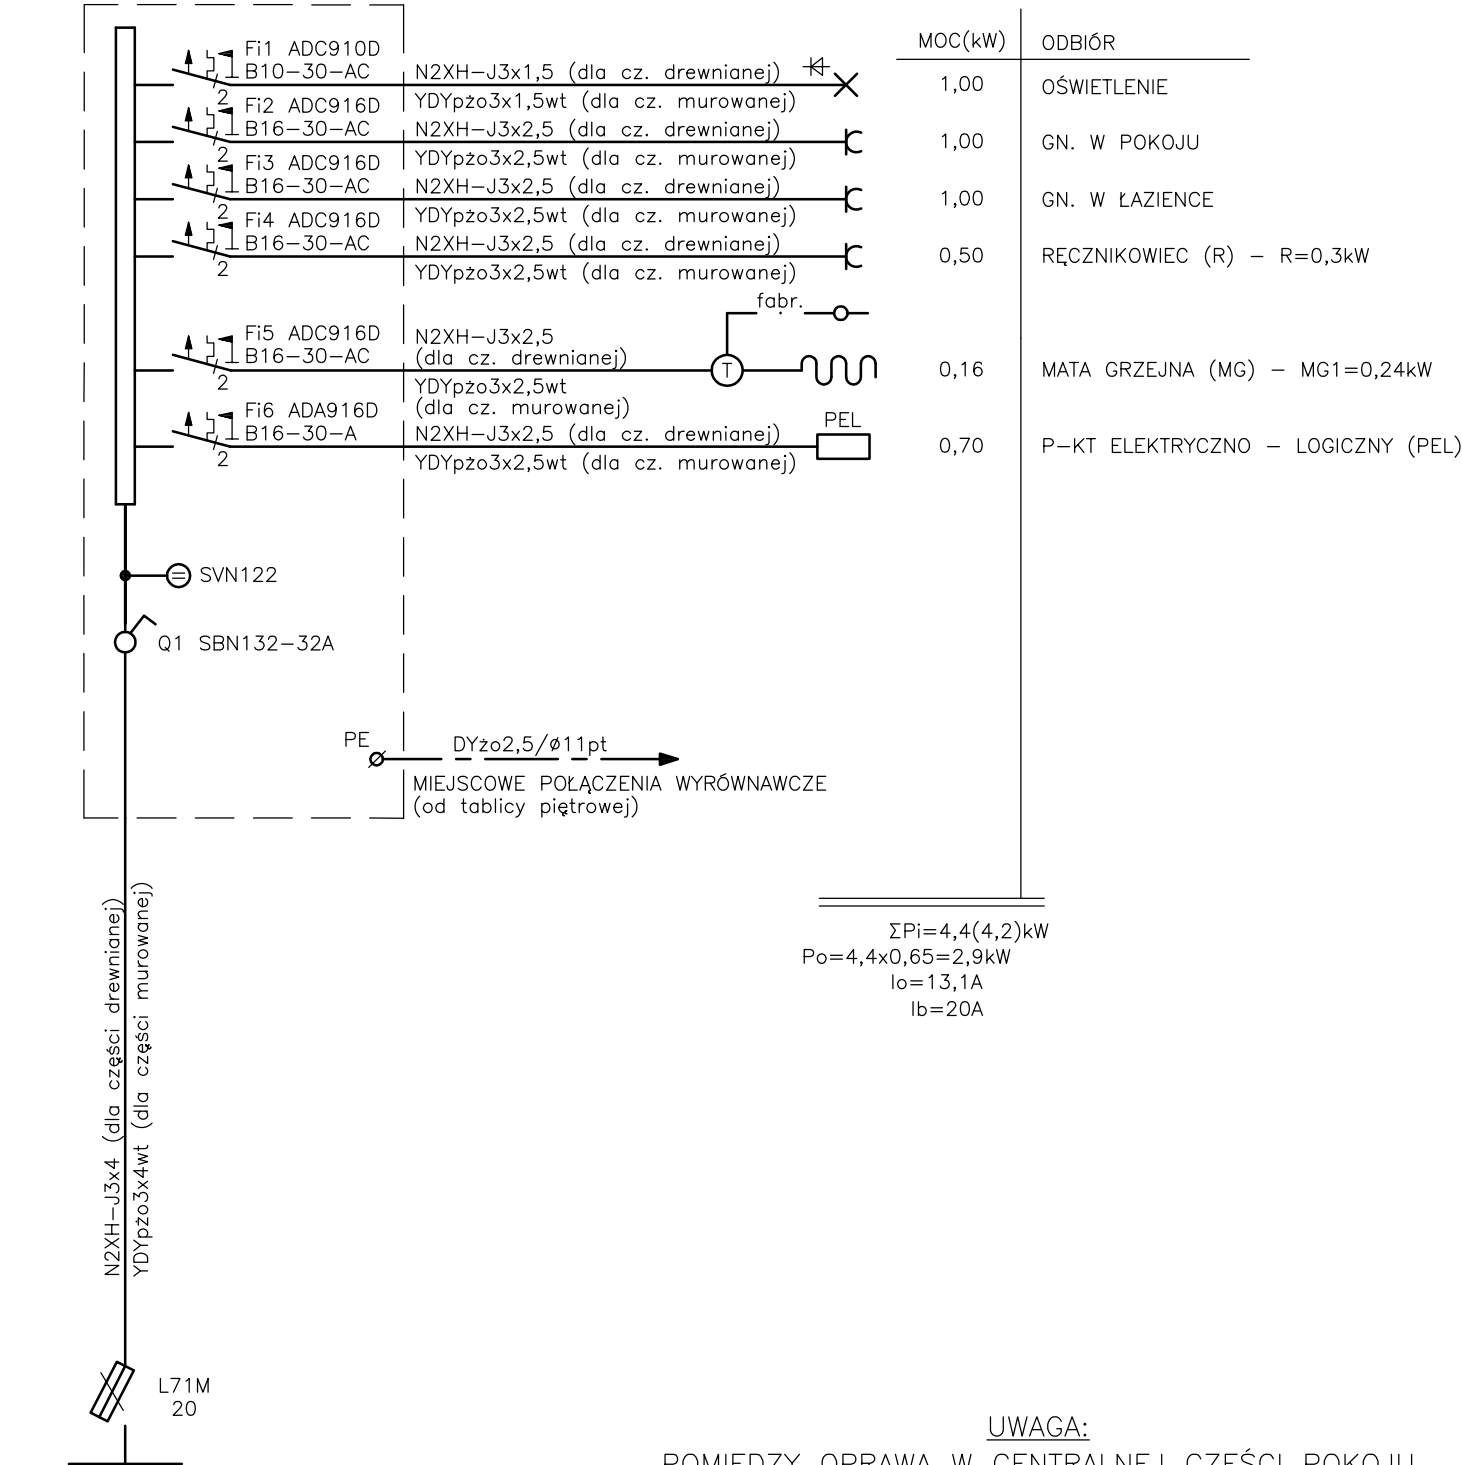 MOC(kW) ODBIÓR
Fi1 ADC910D
B10-30-AC
2
N2XH-J3x1,5 (dla cz. drewnianej)
YDYpżo3x1,5wt (dla cz. murowanej)
1,00 OŚWIETLENIE
Fi2 ADC916D
B16-30-AC
2
N2XH-J3x2,5 (dla cz. drewnianej)
YDYpżo3x2,5wt (dla cz. murowanej)
1,00 GN. W POKOJU
Fi3 ADC916D
B16-30-AC
2
N2XH-J3x2,5 (dla cz. drewnianej)
YDYpżo3x2,5wt (dla cz. murowanej)
1,00 GN. W ŁAZIENCE
Fi4 ADC916D
B16-30-AC
2
N2XH-J3x2,5 (dla cz. drewnianej)
YDYpżo3x2,5wt (dla cz. murowanej)
0,50 RĘCZNIKOWIEC (R) - R=0,3kW
fabr.
Fi5 ADC916D
B16-30-AC
2
N2XH-J3x2,5
(dla cz. drewnianej)
YDYpżo3x2,5wt
(dla cz. murowanej)
T
0,16 MATA GRZEJNA (MG) - MG1=0,24kW
Fi6 ADA916D
B16-30-A
2
N2XH-J3x2,5 (dla cz. drewnianej)
YDYpżo3x2,5wt (dla cz. murowanej)
PEL
0,70 P-KT ELEKTRYCZNO - LOGICZNY (PEL)
SVN122
Q1 SBN132-32A
PE
DYżo2,5/ø11pt
MIEJSCOWE POŁĄCZENIA WYRÓWNAWCZE
(od tablicy piętrowej)
ΣPi=4,4(4,2)kW
Po=4,4x0,65=2,9kW
Io=13,1A
Ib=20A
N2XH-J3x4 (dla części drewnianej)
YDYpżo3x4wt (dla części murowanej)
L71M
20
UWAGA:
POMIĘDZY OPRAWĄ W CENTRALNEJ CZĘŚCI POKOJU